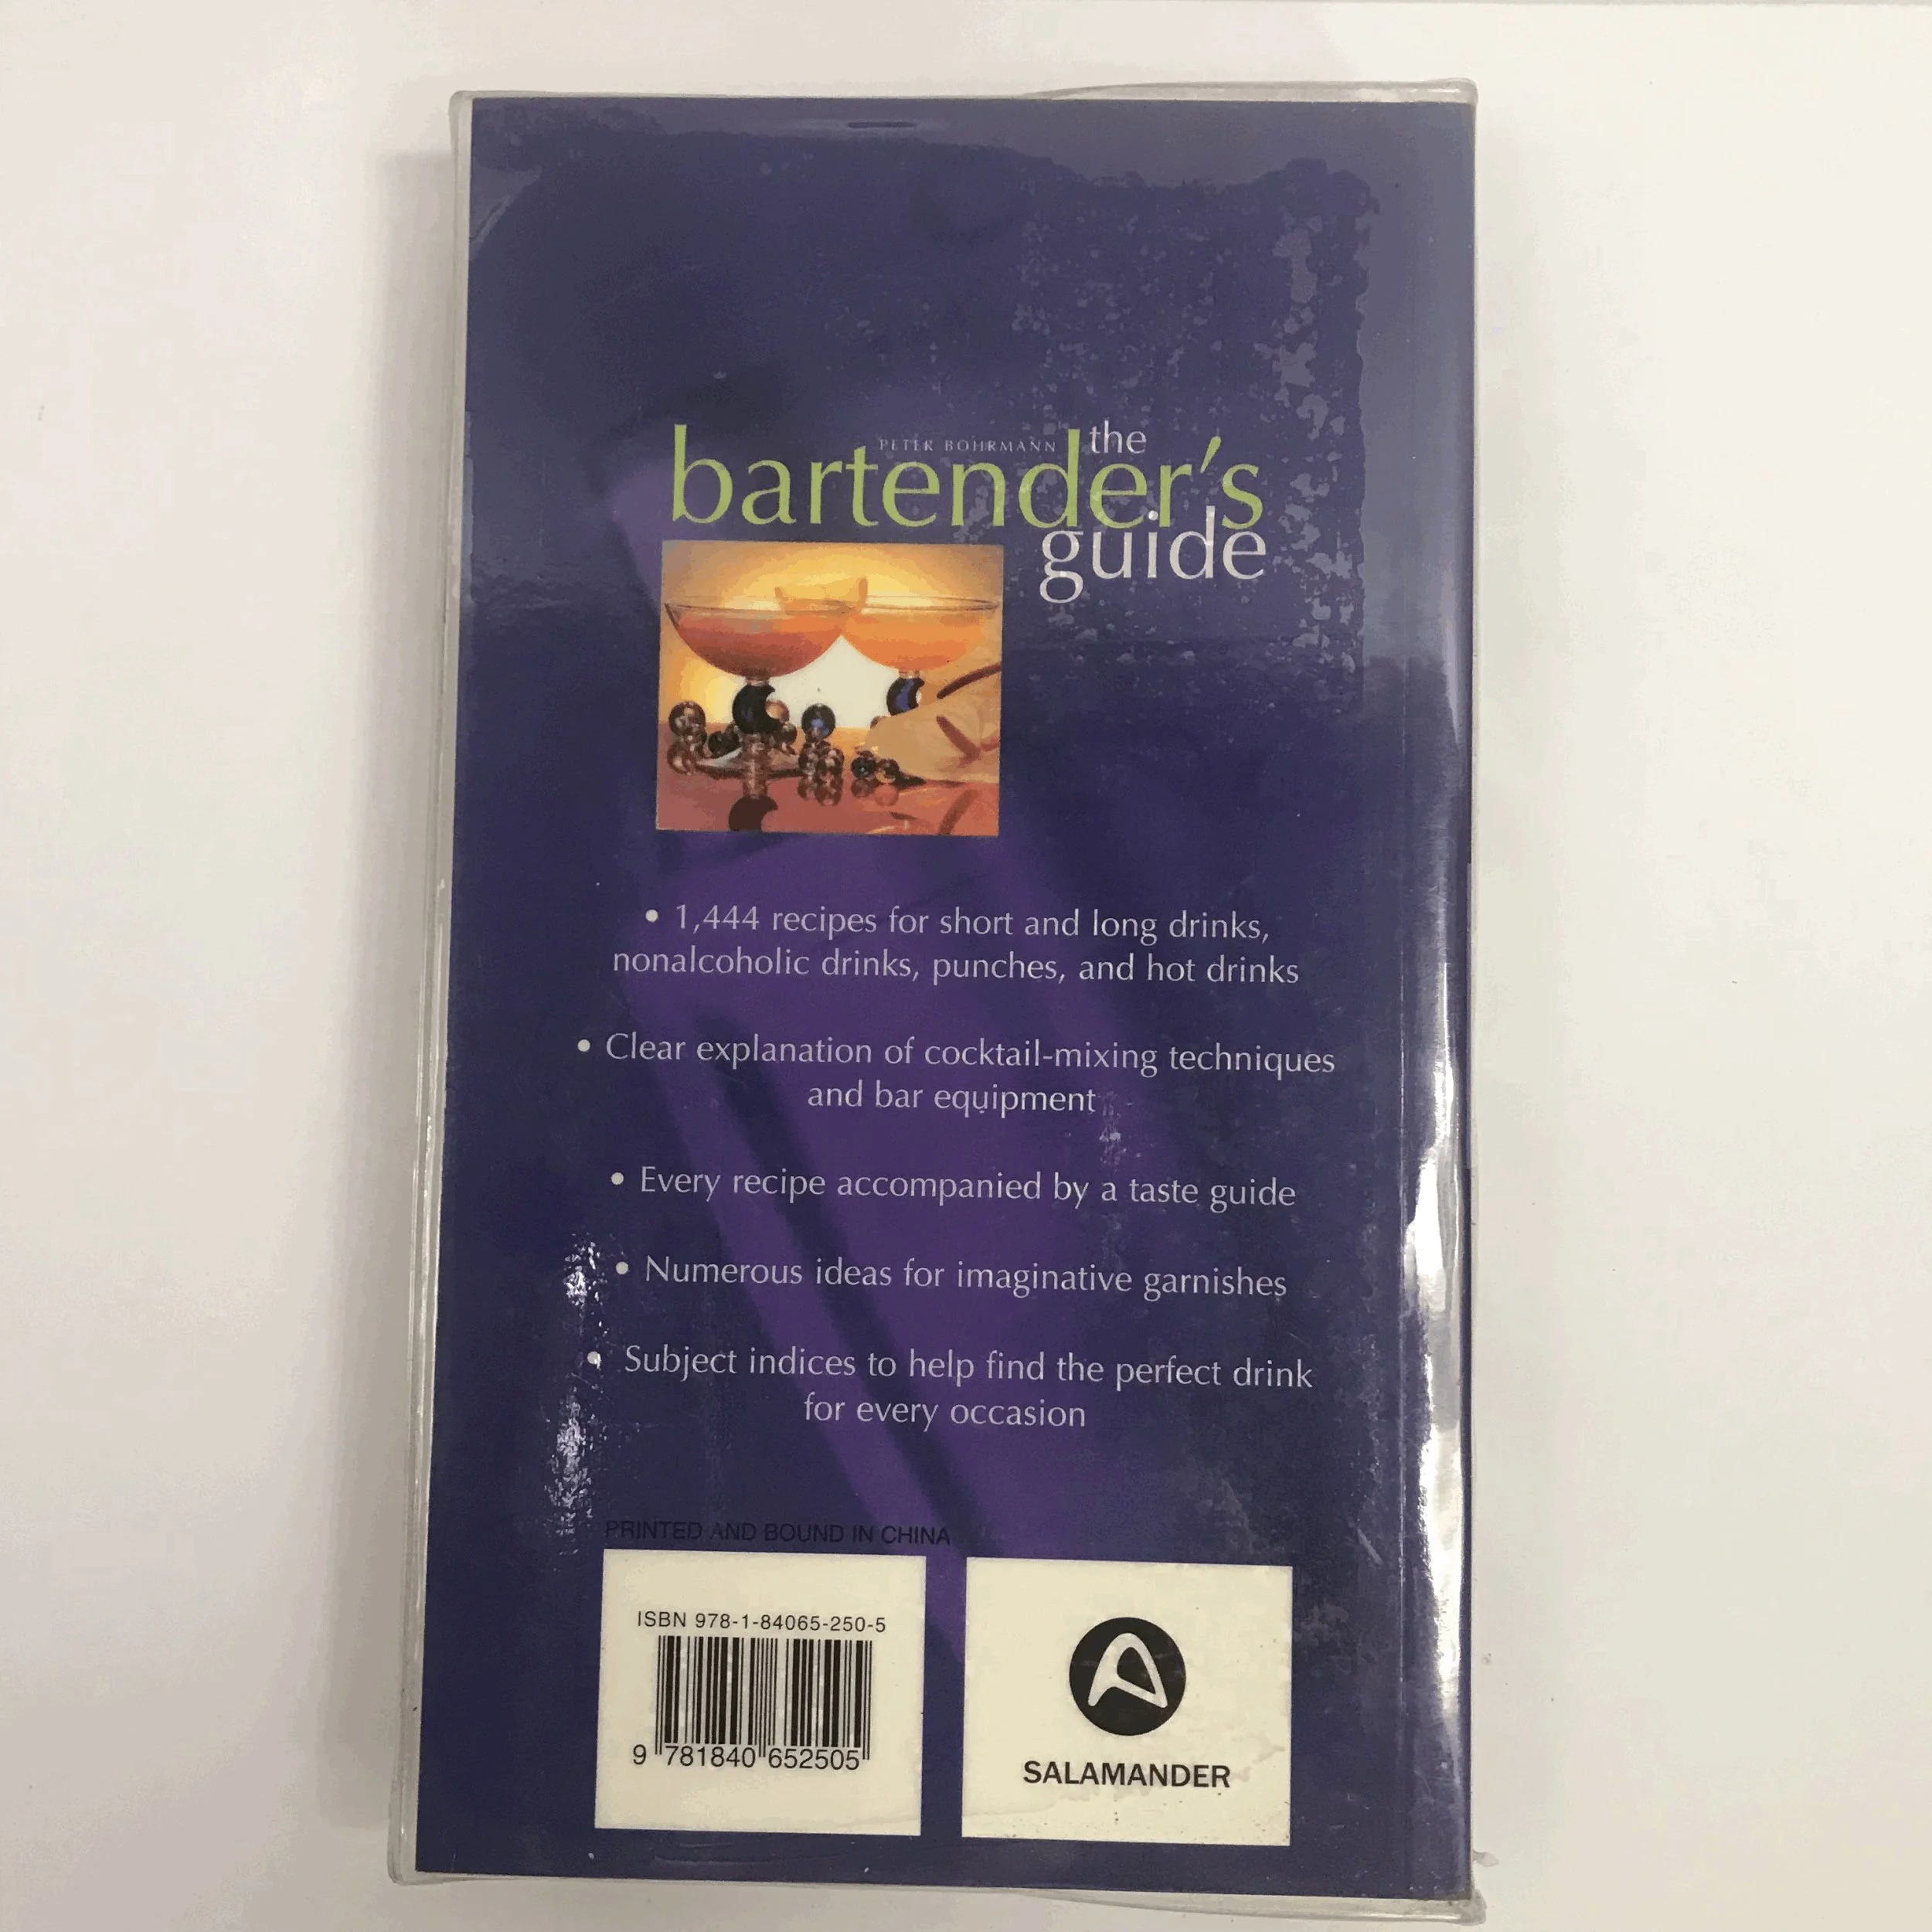 PETER BOHRMANN the
bartender's
guide
• 1,444 recipes for short and long drinks,
nonalcoholic drinks, punches, and hot drinks
• Clear explanation of cocktail-mixing techniques
and bar equipment
• Every recipe accompanied by a taste guide
• Numerous ideas for imaginative garnishes
• Subject indices to help find the perfect drink
for every occasion
PRINTED AND BOUND IN CHINA
ISBN 978-1-84065-250-5
9 781840 652505
SALAMANDER